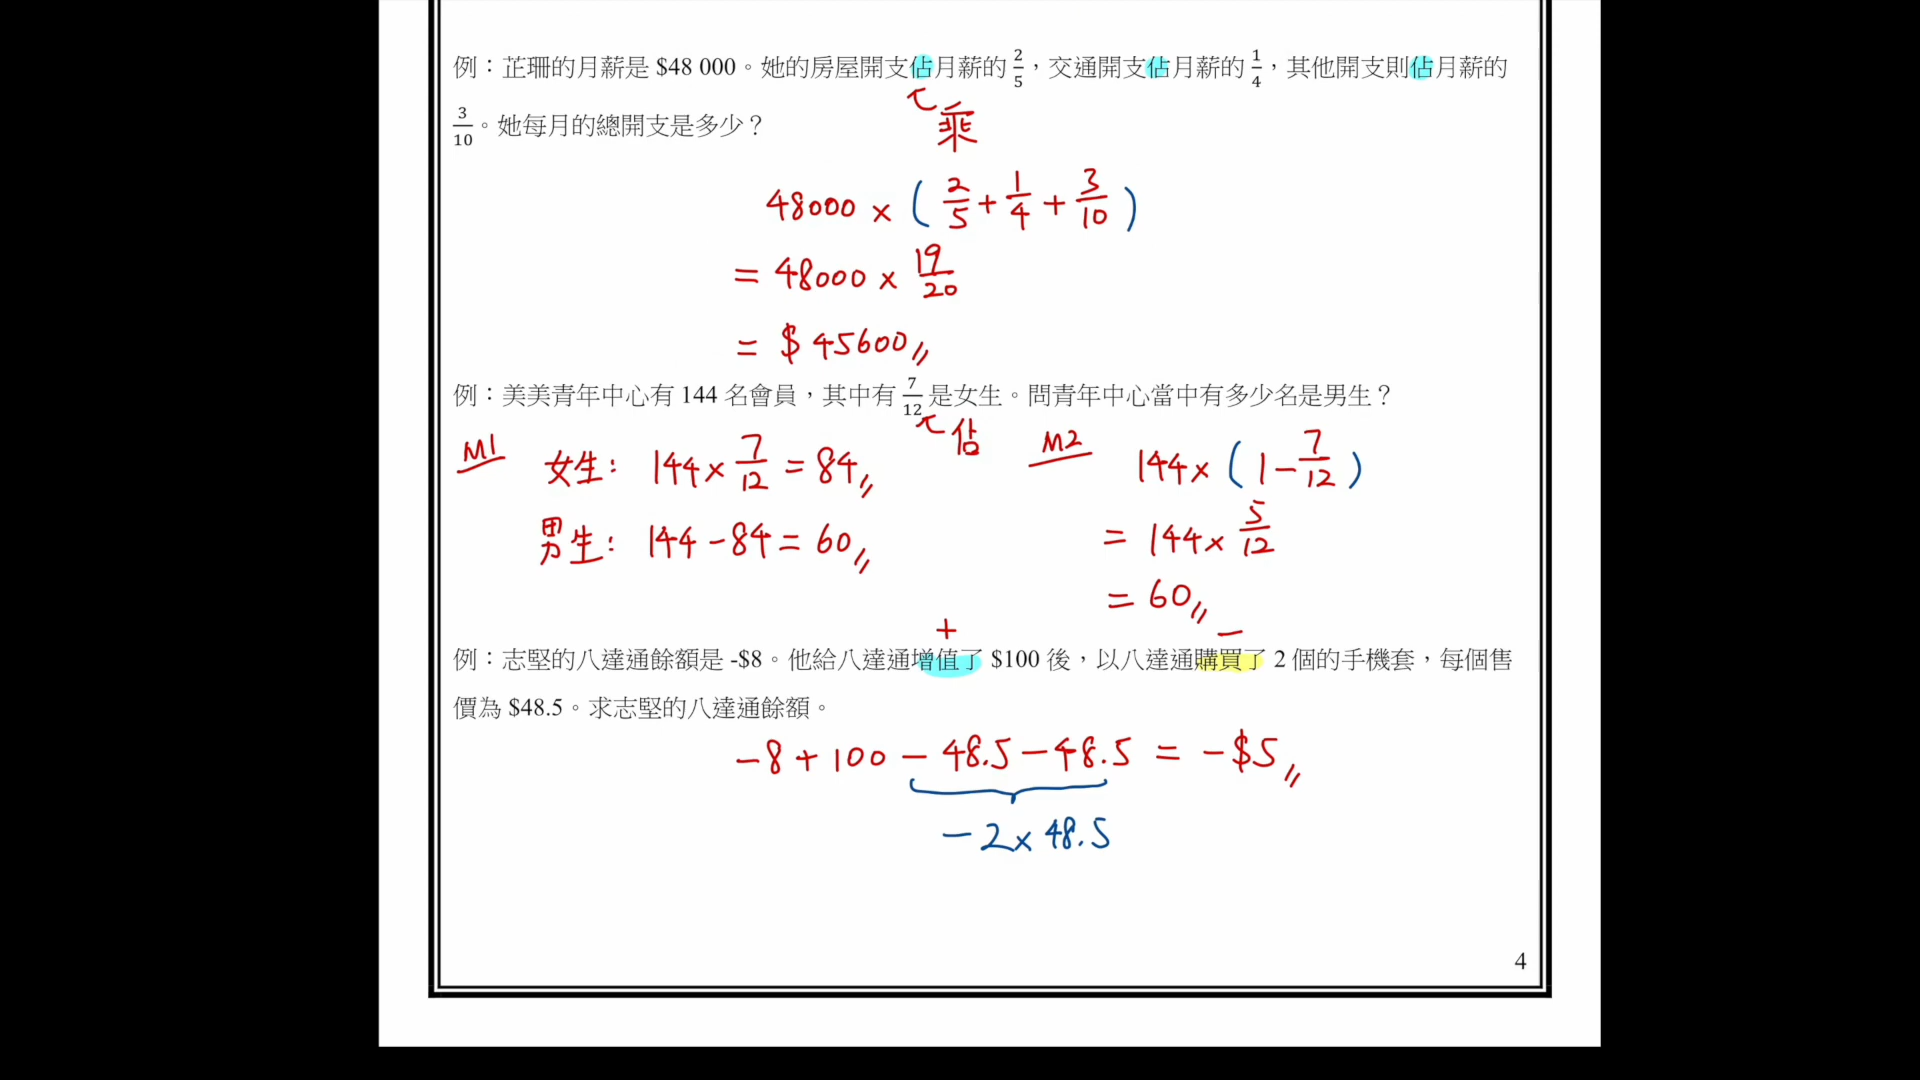 例：芷珊的月薪是 $48 000。她的房屋開支佔月薪的 2/5，交通開支佔月薪的 1/4，其他開支則佔月薪的
3/10。她每月的總開支是多少？
乘
48000 × ( 2/5 + 1/4 + 3/10 )
= 48000 × 19/20
= $ 45600
例：美美青年中心有 144 名會員，其中有 7/12 是女生。問青年中心當中有多少名是男生？
佔
M1
女生: 144 × 7/12 = 84
男生: 144 - 84 = 60
M2
144 × ( 1 - 7/12 )
= 144 × 5/12
= 60
+
-
例：志堅的八達通餘額是 -$8。他給八達通增值了 $100 後，以八達通購買了 2 個的手機套，每個售
價為 $48.5。求志堅的八達通餘額。
-8 + 100 - 48.5 - 48.5 = -$5
- 2 × 48.5
4